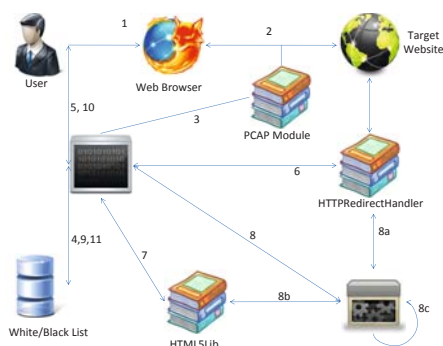 1
2
Target
Website
User
Web Browser
5, 10
3
PCAP Module
6
HTTPRedirectHandler
4,9,11
7
8
8a
8b
8c
White/Black List
HTML5Lib